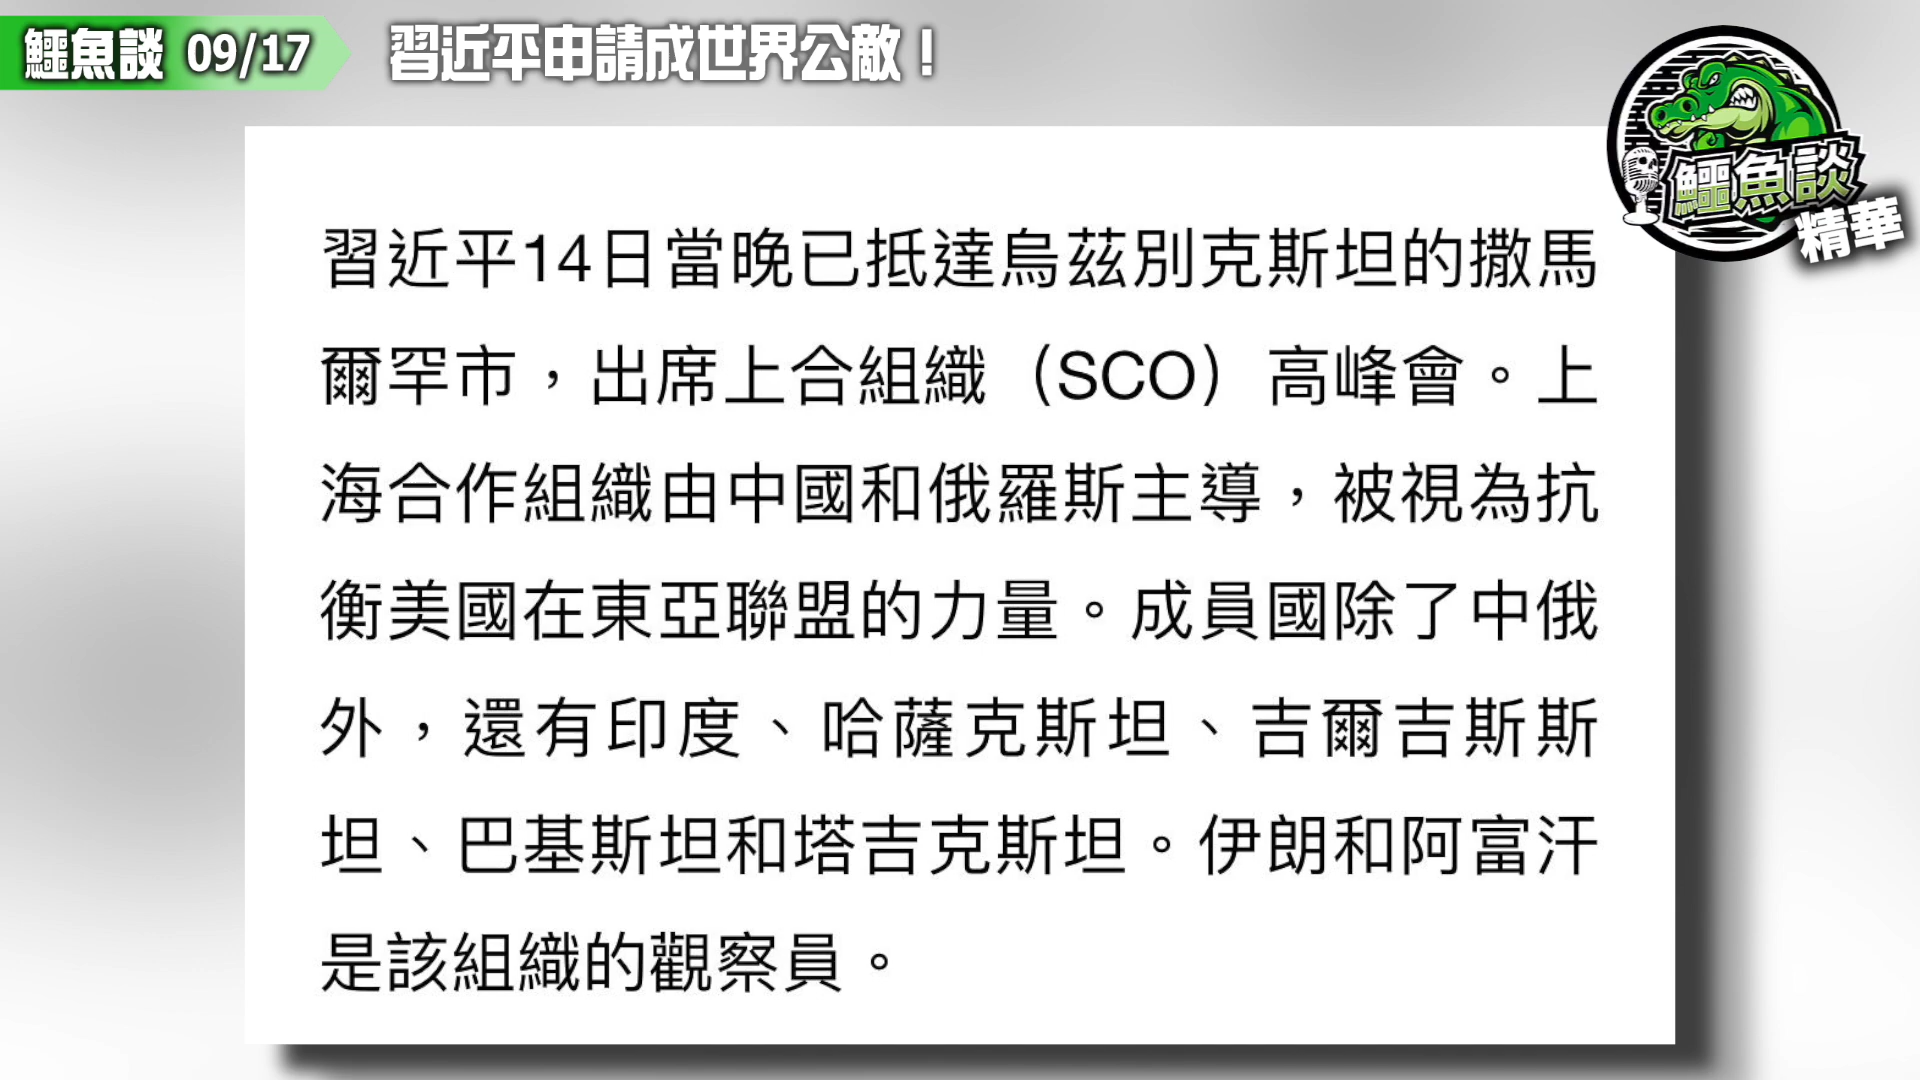 鱷魚談 09/17
習近平申請成世界公敵！
鱷魚談
精華
習近平14日當晚已抵達烏茲別克斯坦的撒馬
爾罕市，出席上合組織（SCO）高峰會。上
海合作組織由中國和俄羅斯主導，被視為抗
衡美國在東亞聯盟的力量。成員國除了中俄
外，還有印度、哈薩克斯坦、吉爾吉斯斯
坦、巴基斯坦和塔吉克斯坦。伊朗和阿富汗
是該組織的觀察員。